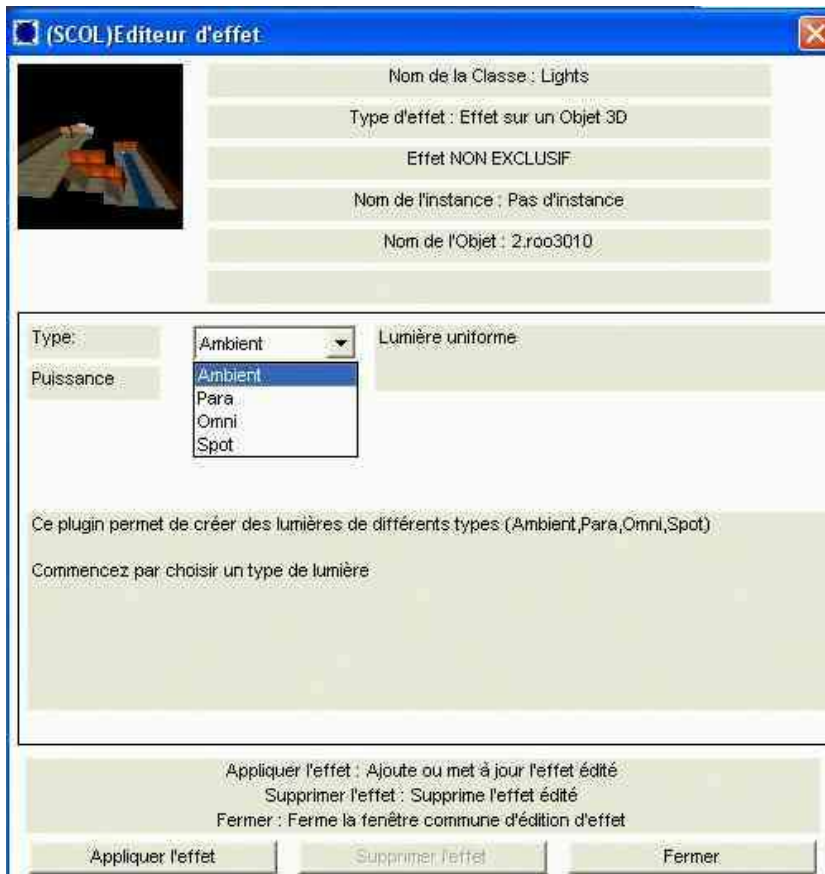 (SCOL)Editeur d'effet
Nom de la Classe : Lights
Type d'effet : Effet sur un Objet 3D
Effet NON EXCLUSIF
Nom de l'instance : Pas d'instance
Nom de l'Objet : 2.roo3010
Type:
Ambient
Lumière uniforme
Puissance
Ambient
Para
Omni
Spot
Ce plugin permet de créer des lumières de différents types (Ambient,Para,Omni,Spot)
Commencez par choisir un type de lumière
Appliquer l'effet : Ajoute ou met à jour l'effet édité
Supprimer l'effet : Supprime l'effet édité
Fermer : Ferme la fenêtre commune d'édition d'effet
Appliquer l'effet
Supprimer l'effet
Fermer